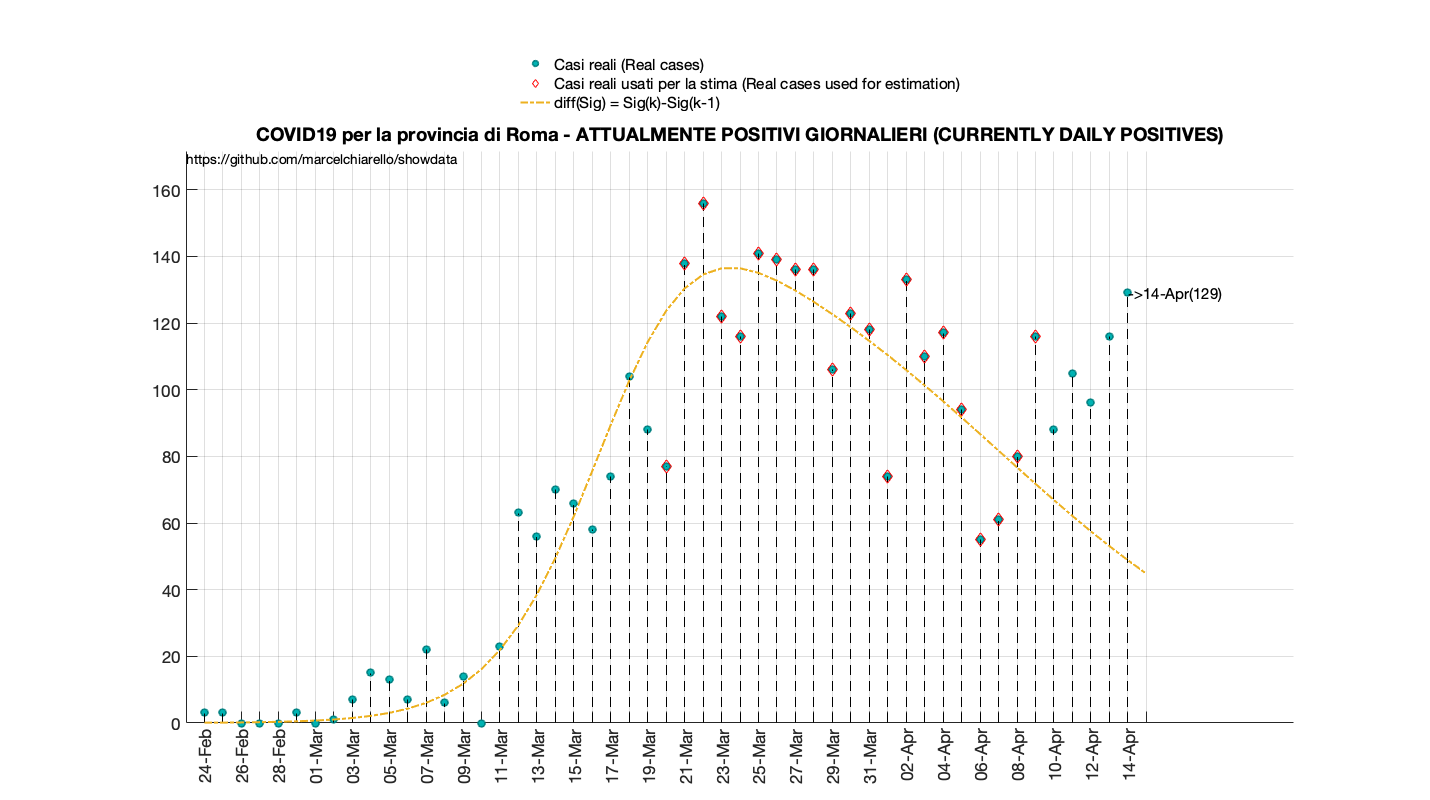 Casi reali (Real cases)
Casi reali usati per la stima (Real cases used for estimation)
diff(Sig) = Sig(k)-Sig(k-1)
COVID19 per la provincia di Roma - ATTUALMENTE POSITIVI GIORNALIERI (CURRENTLY DAILY POSITIVES)
https://github.com/marcelchiarello/showdata
160
140
120
100
80
60
40
20
0
->14-Apr(129)
24-Feb
26-Feb
28-Feb
01-Mar
03-Mar
05-Mar
07-Mar
09-Mar
11-Mar
13-Mar
15-Mar
17-Mar
19-Mar
21-Mar
23-Mar
25-Mar
27-Mar
29-Mar
31-Mar
02-Apr
04-Apr
06-Apr
08-Apr
10-Apr
12-Apr
14-Apr